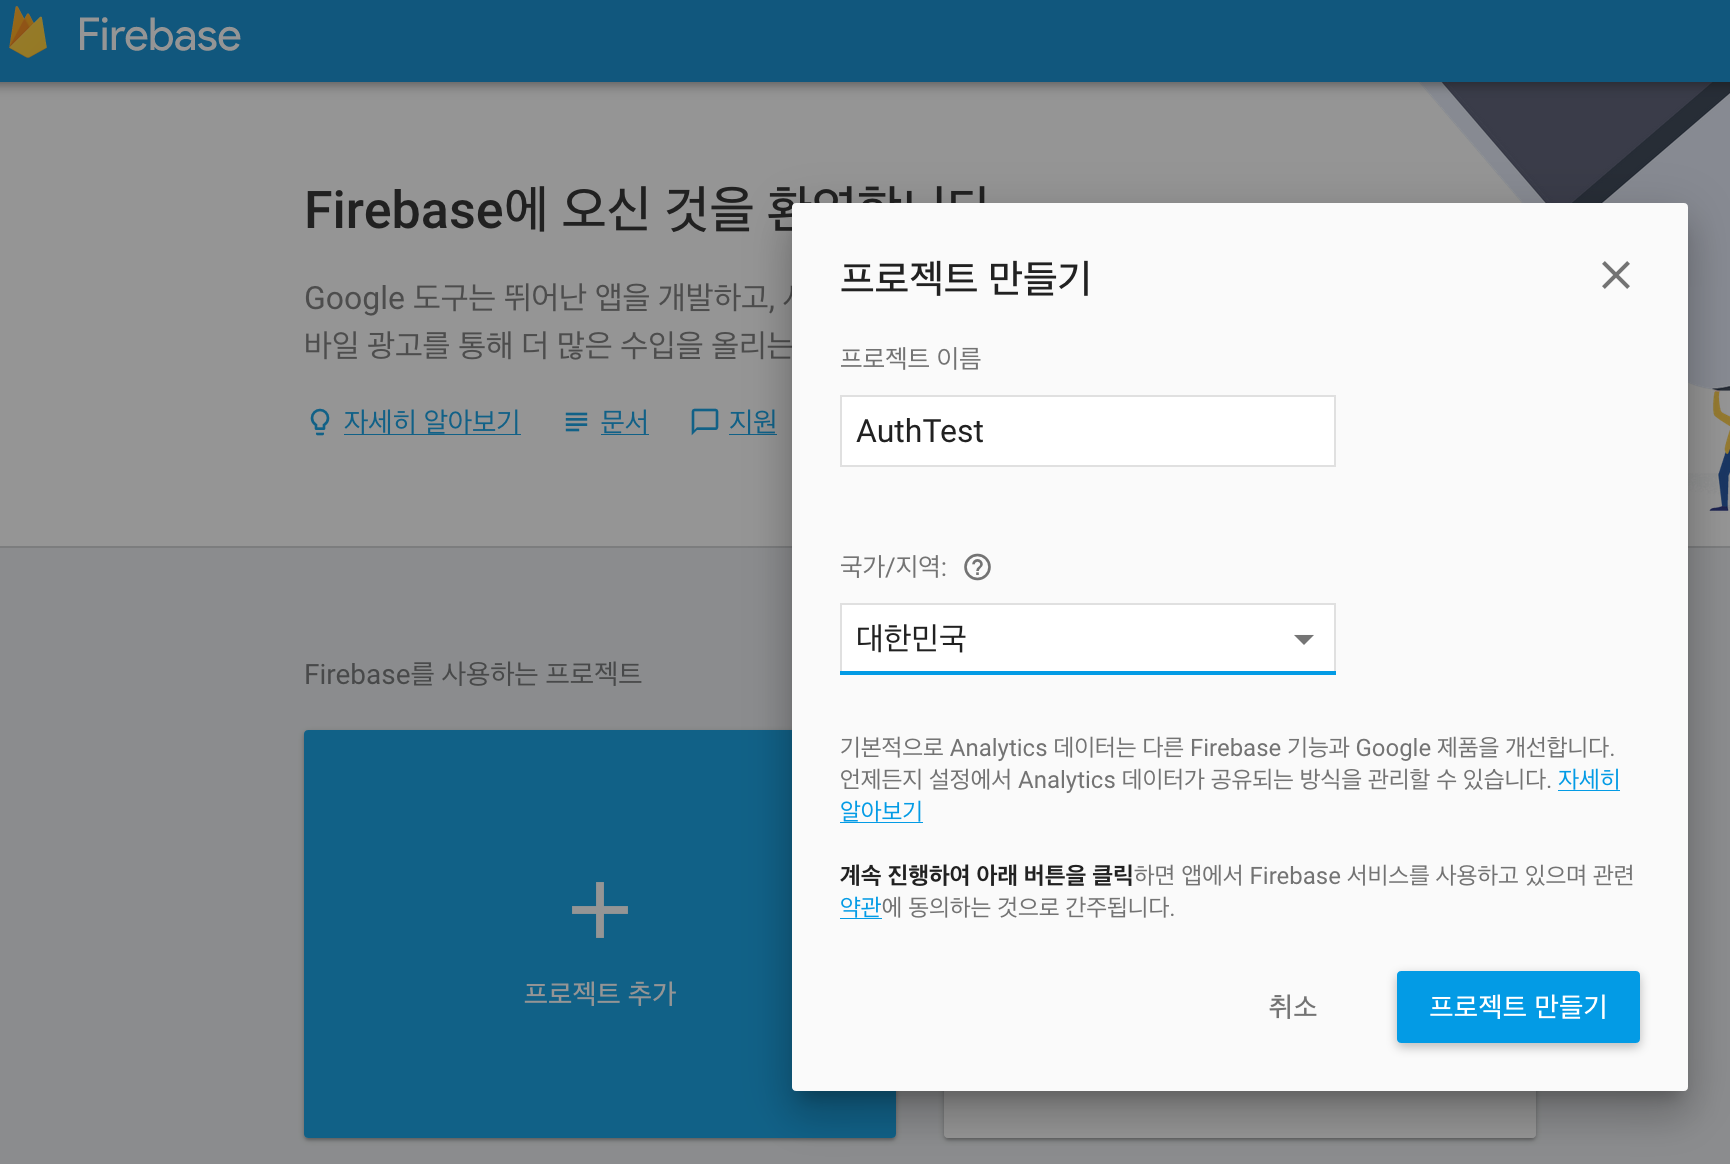 Firebase
Firebase에 오신 것을 환영합니다
Google 도구는 뛰어난 앱을 개발하고,
바일 광고를 통해 더 많은 수입을 올리는
자세히 알아보기
문서
지원
Firebase를 사용하는 프로젝트
프로젝트 추가
프로젝트 만들기
프로젝트 이름
AuthTest
국가/지역:
대한민국
기본적으로 Analytics 데이터는 다른 Firebase 기능과 Google 제품을 개선합니다.
언제든지 설정에서 Analytics 데이터가 공유되는 방식을 관리할 수 있습니다. 자세히
알아보기
계속 진행하여 아래 버튼을 클릭하면 앱에서 Firebase 서비스를 사용하고 있으며 관련
약관에 동의하는 것으로 간주됩니다.
취소
프로젝트 만들기